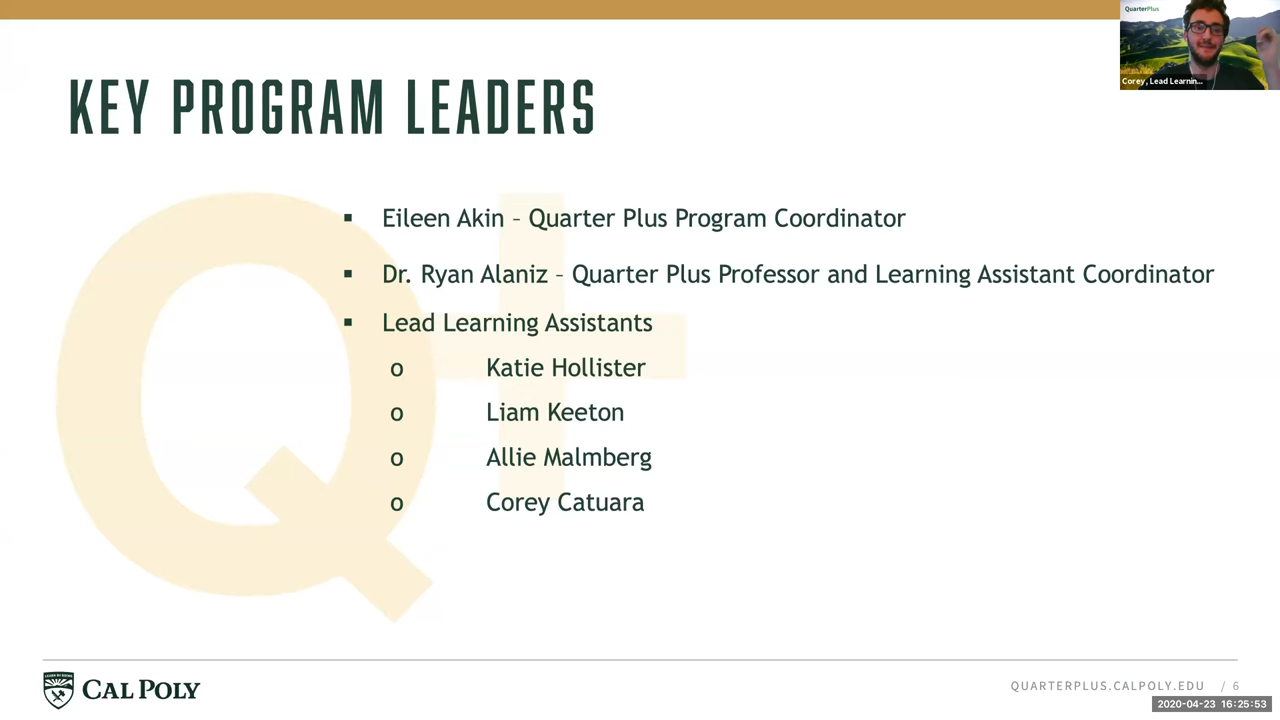 QuarterPlus
Corey, Lead Learnin...
KEY PROGRAM LEADERS
▪ Eileen Akin – Quarter Plus Program Coordinator
▪ Dr. Ryan Alaniz – Quarter Plus Professor and Learning Assistant Coordinator
▪ Lead Learning Assistants
o Katie Hollister
o Liam Keeton
o Allie Malmberg
o Corey Catuara
Q+
CAL POLY
QUARTERPLUS.CALPOLY.EDU / 6
2020-04-23 16:25:53